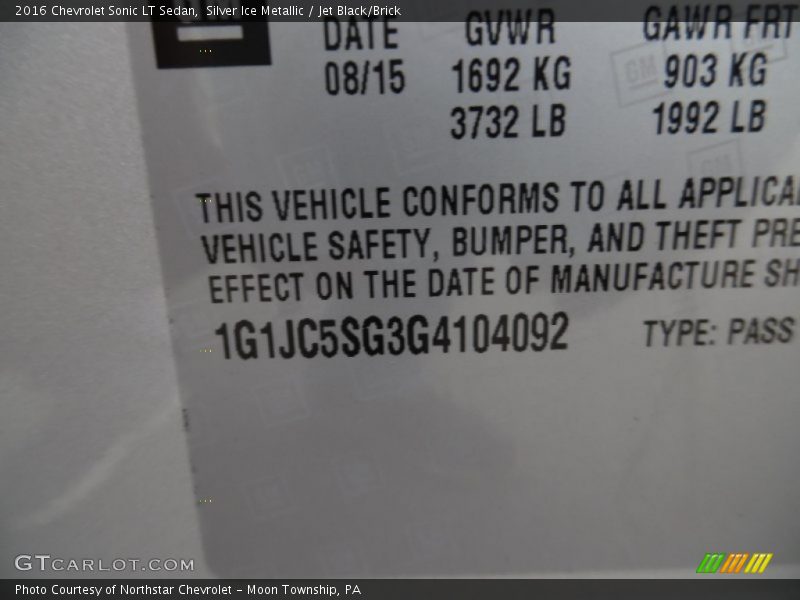 2016 Chevrolet Sonic LT Sedan, Silver Ice Metallic / Jet Black/Brick
DATE GVWR GAWR FRT
08/15 1692 KG 903 KG
3732 LB 1992 LB
THIS VEHICLE CONFORMS TO ALL APPLICA
VEHICLE SAFETY, BUMPER, AND THEFT PRE
EFFECT ON THE DATE OF MANUFACTURE SH
1G1JC5SG3G4104092 TYPE: PASS
GTCARLOT.COM
Photo Courtesy of Northstar Chevrolet - Moon Township, PA